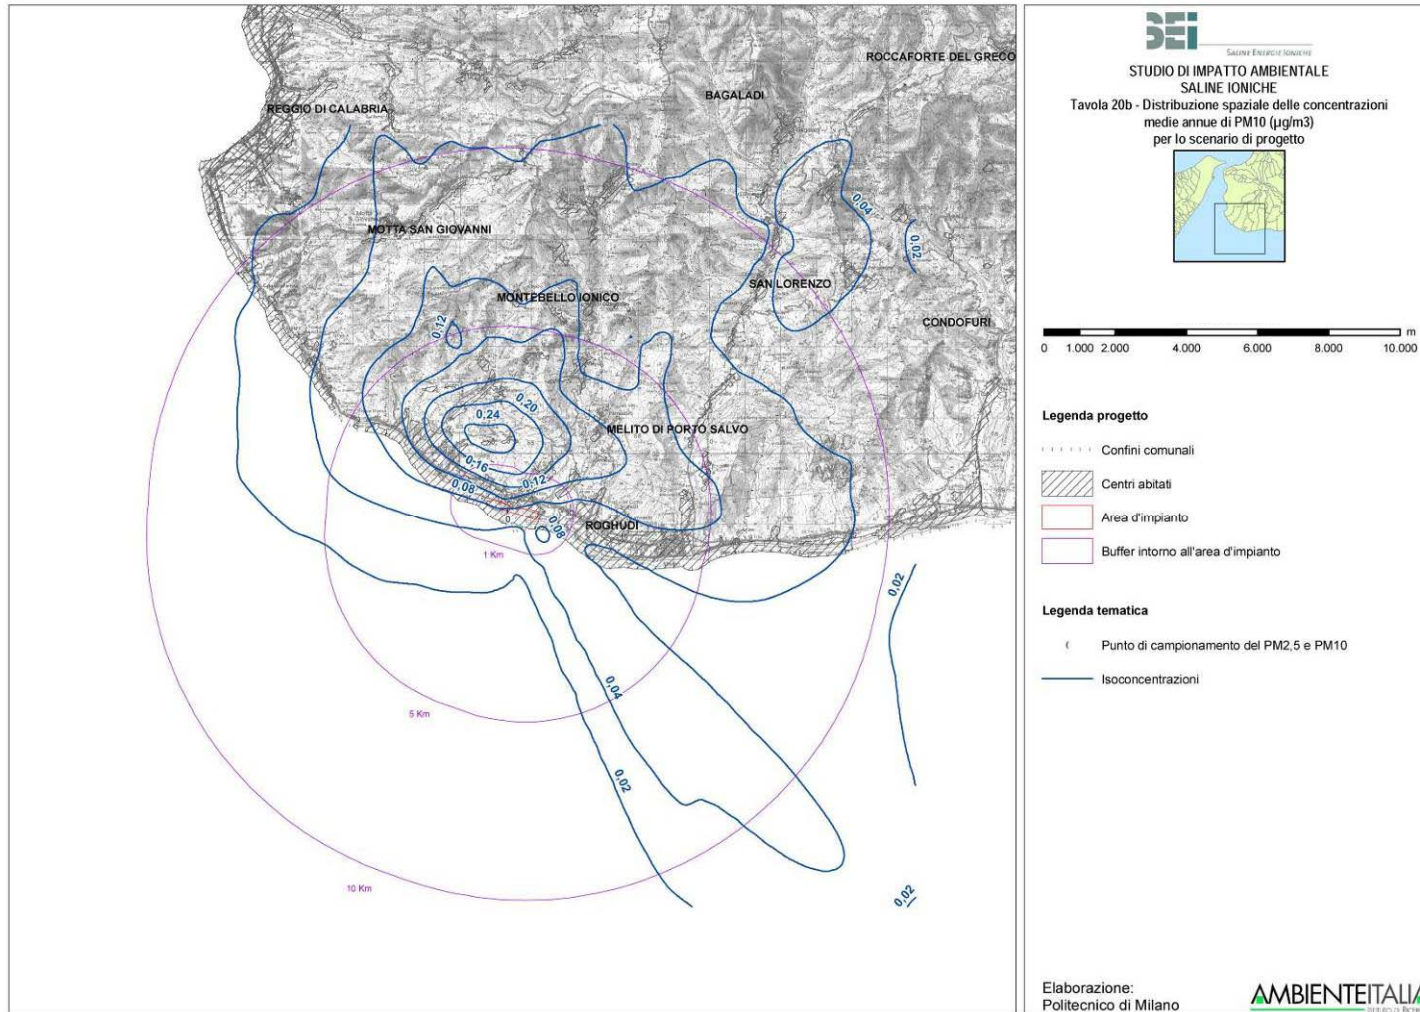 REGGIO DI CALABRIA
ROCCAFORTE DEL GRECO
BAGALADI
MOTTA SAN GIOVANNI
MONTEBELLO IONICO
SAN LORENZO
CONDOFURI
MELITO DI PORTO SALVO
ROGHUDI
0,04
0,02
0,12
0,20
0,24
0,16
0,12
0,08
0,08
1 Km
0,02
0,04
5 Km
0,02
10 Km
0,02
SEI
SALINE ENERGIE IONICHE
STUDIO DI IMPATTO AMBIENTALE
SALINE IONICHE
Tavola 20b - Distribuzione spaziale delle concentrazioni
medie annue di PM10 (µg/m3)
per lo scenario di progetto
m
0 1.000 2.000 4.000 6.000 8.000 10.000
Legenda progetto
Confini comunali
Centri abitati
Area d'impianto
Buffer intorno all'area d'impianto
Legenda tematica
Punto di campionamento del PM2,5 e PM10
Isoconcentrazioni
Elaborazione:
Politecnico di Milano
AMBIENTEITALIA